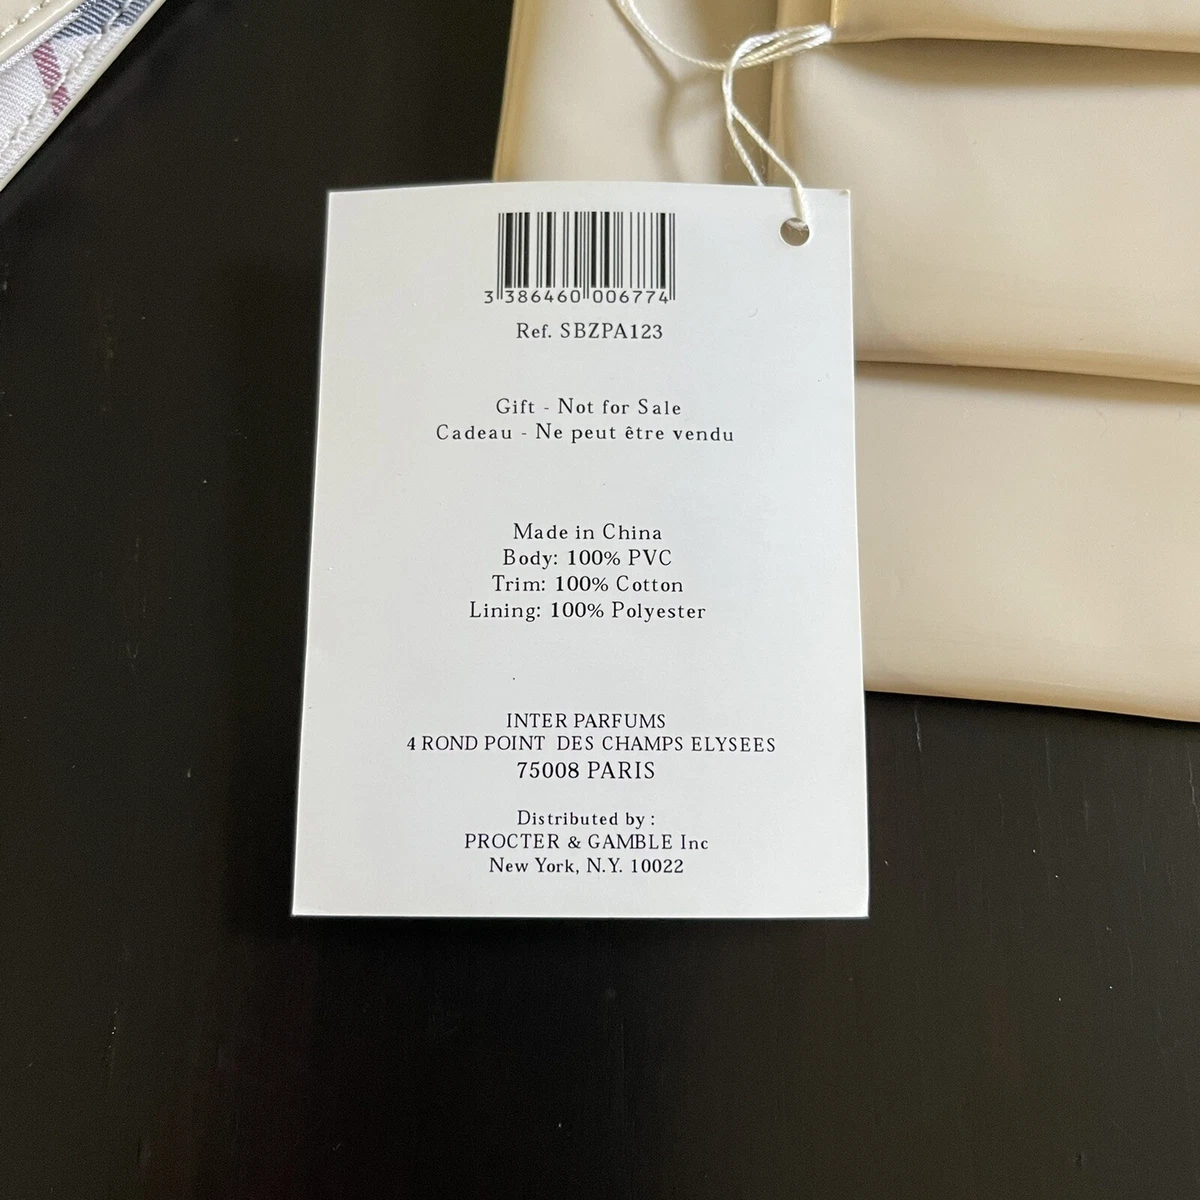 3 386460 006774
Ref. SBZPA123
Gift - Not for Sale
Cadeau - Ne peut être vendu
Made in China
Body: 100% PVC
Trim: 100% Cotton
Lining: 100% Polyester
INTER PARFUMS
4 ROND POINT DES CHAMPS ELYSEES
75008 PARIS
Distributed by :
PROCTER & GAMBLE Inc
New York, N.Y. 10022